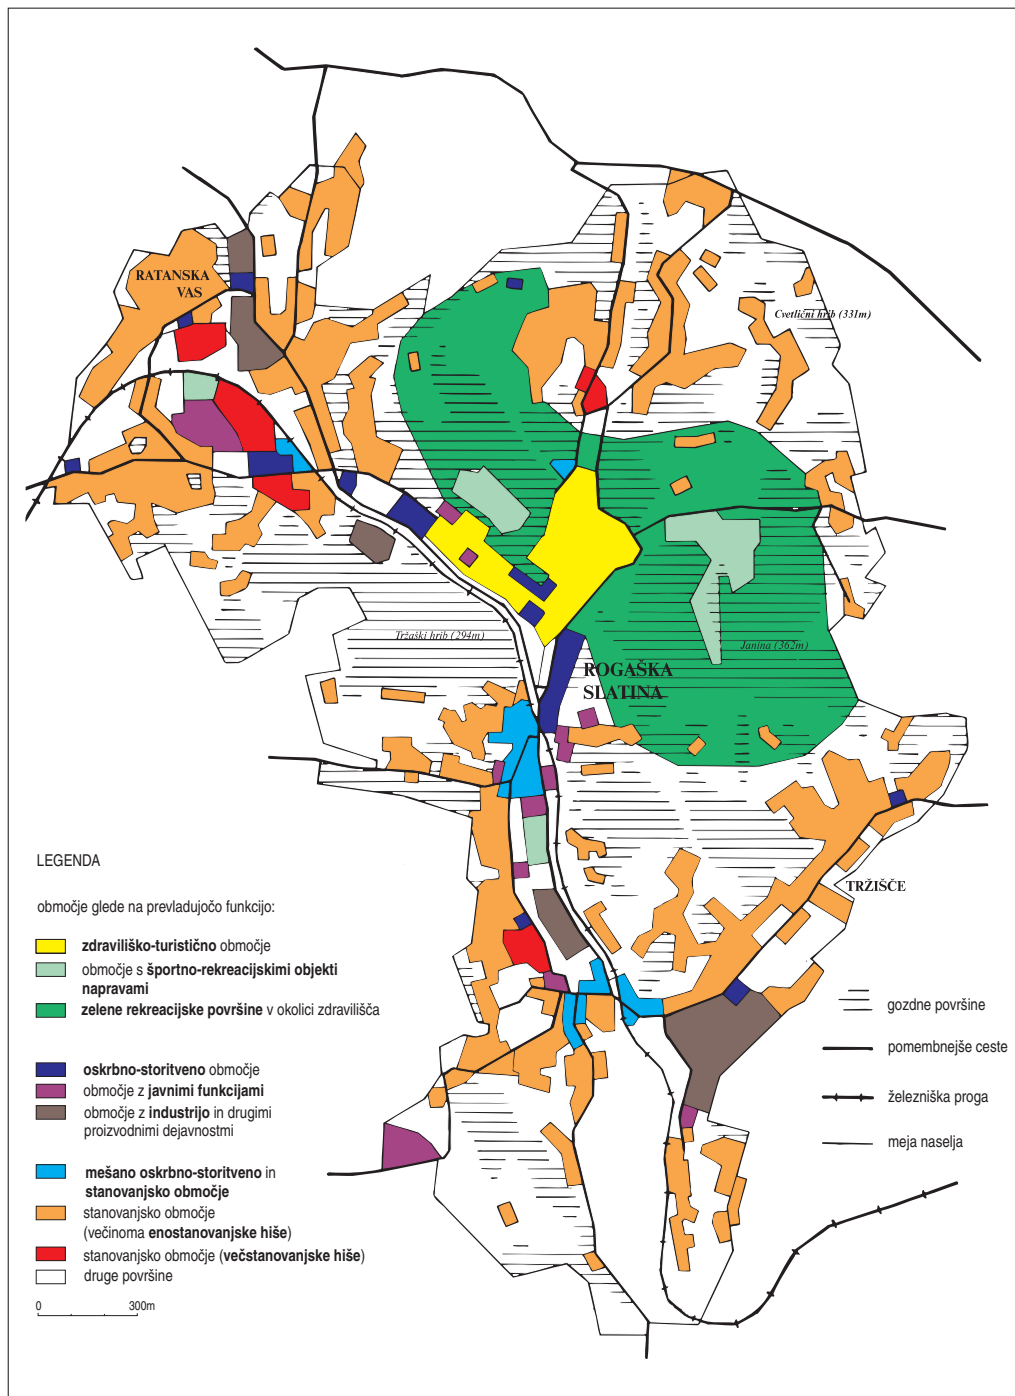 RATANSKA
VAS
Cvetlični hrib (331m)
Tržaški hrib (294m)
Janina (362m)
ROGAŠKA
SLATINA
TRŽIŠČE
LEGENDA
območje glede na prevladujočo funkcijo:
zdraviliško-turistično območje
območje s športno-rekreacijskimi objekti
napravami
zelene rekreacijske površine v okolici zdravilišča
oskrbno-storitveno območje
območje z javnimi funkcijami
območje z industrijo in drugimi
proizvodnimi dejavnostmi
mešano oskrbno-storitveno in
stanovanjsko območje
stanovanjsko območje
(večinoma enostanovanjske hiše)
stanovanjsko območje (večstanovanjske hiše)
druge površine
0 300m
gozdne površine
pomembnejše ceste
železniška proga
meja naselja